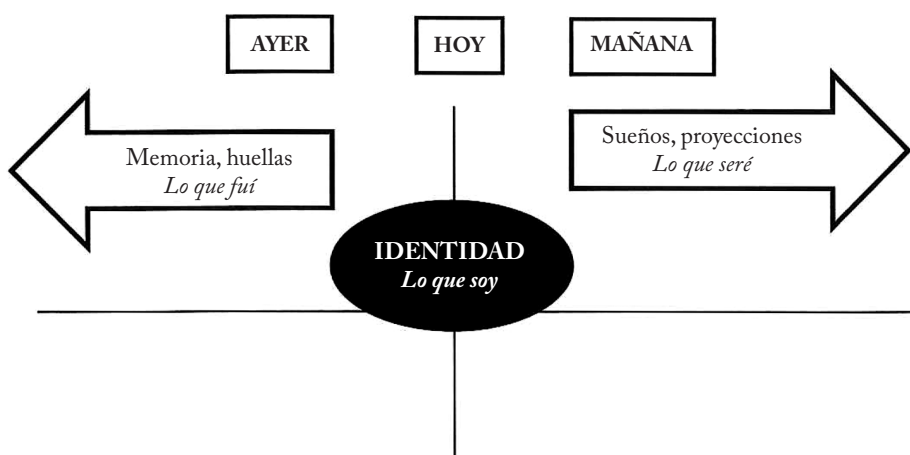 AYER
HOY
MAÑANA
Memoria, huellas
Lo que fuí
Sueños, proyecciones
Lo que seré
IDENTIDAD
Lo que soy